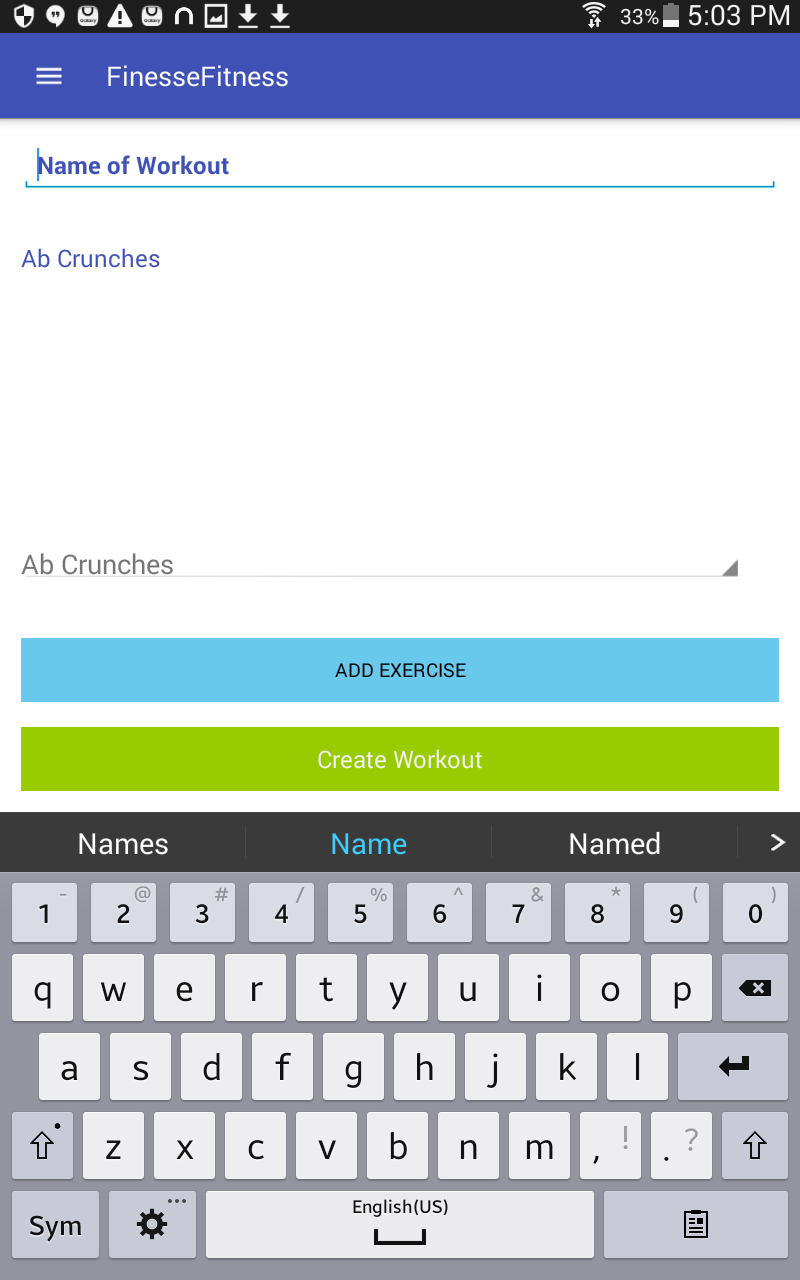 33% 5:03 PM
FinesseFitness
Name of Workout
Ab Crunches
Ab Crunches
ADD EXERCISE
Create Workout
Names Name Named
- @ # / % ^ & * ( )
1 2 3 4 5 6 7 8 9 0
q w e r t y u i o p
a s d f g h j k l
z x c v b n m , ! . ?
Sym English(US)